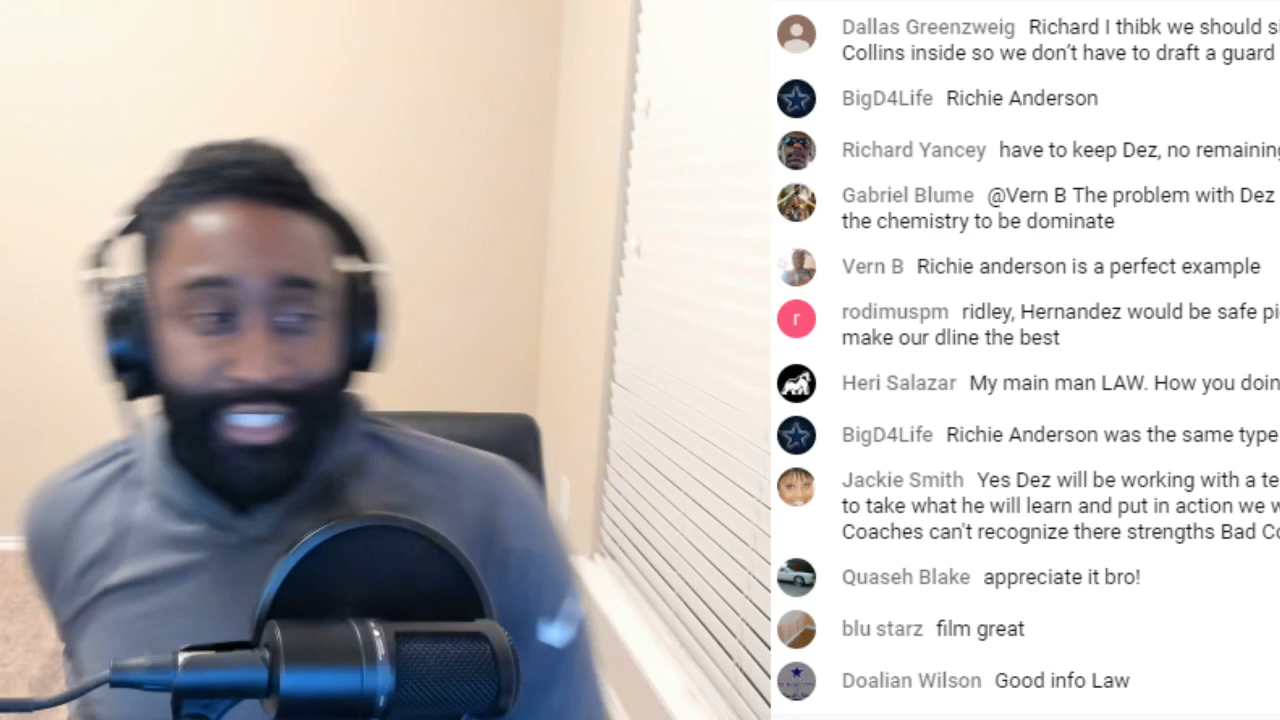 Dallas Greenzweig Richard I thibk we should
Collins inside so we don't have to draft a guard
BigD4Life Richie Anderson
Richard Yancey have to keep Dez, no remaining
Gabriel Blume @Vern B The problem with Dez
the chemistry to be dominate
Vern B Richie anderson is a perfect example
r rodimuspm ridley, Hernandez would be safe
make our dline the best
Heri Salazar My main man LAW. How you doin
BigD4Life Richie Anderson was the same type
Jackie Smith Yes Dez will be working with a
to take what he will learn and put in action we
Coaches can't recognize there strengths Bad
Quaseh Blake appreciate it bro!
blu starz film great
Doalian Wilson Good info Law